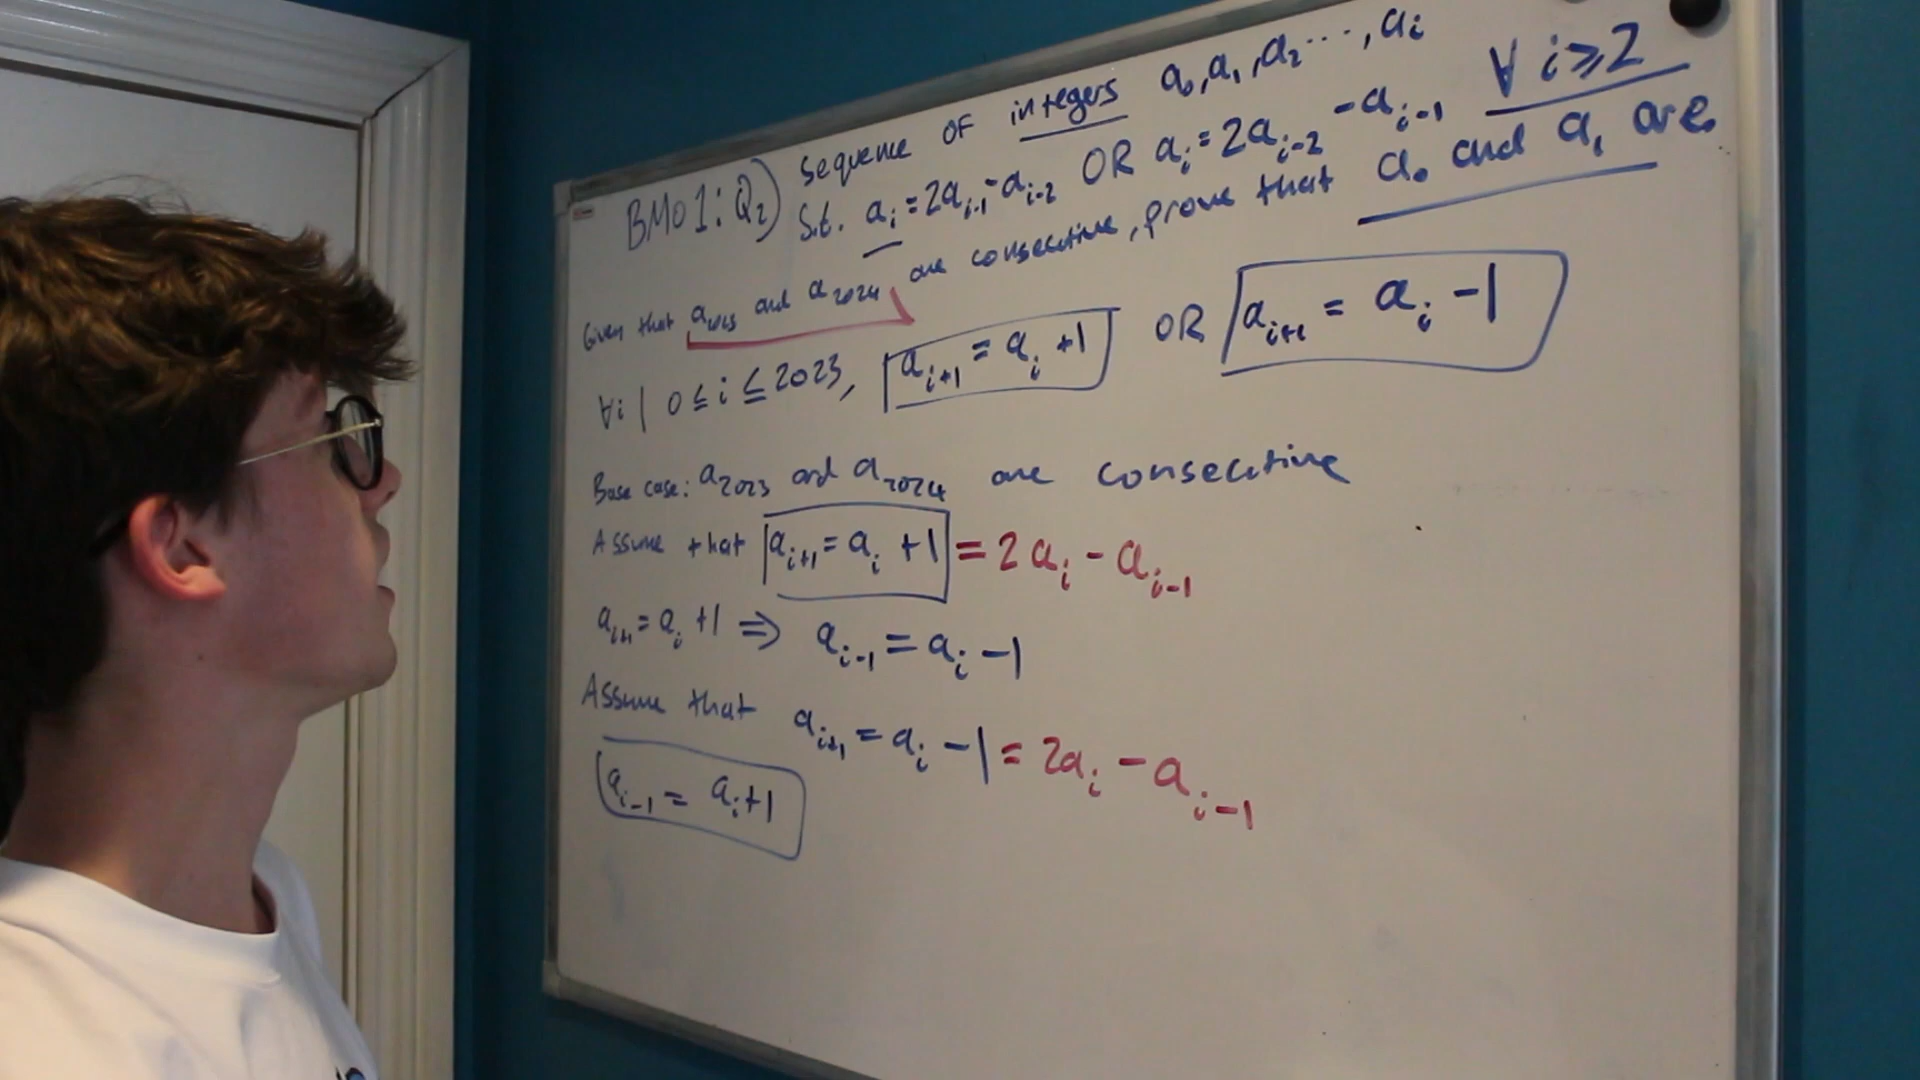 BMO1: Q2) Sequence OF integers a₀, a₁, a₂ ..., aᵢ
S.t. aᵢ = 2aᵢ₋₁ - aᵢ₋₂ OR aᵢ = 2aᵢ₋₂ - aᵢ₋₁ ∀ i ≥ 2
Given that a₂₀₂₃ and a₂₀₂₄ are consecutive, prove that a₀ and a₁ are.
∀i | 0 ≤ i ≤ 2023, aᵢ₊₁ = aᵢ + 1 OR aᵢ₊₁ = aᵢ - 1
Base case: a₂₀₂₃ and a₂₀₂₄ are consecutive
Assume that aᵢ₊₁ = aᵢ + 1 = 2aᵢ - aᵢ₋₁
aᵢ₊₁ = aᵢ + 1 ⇒ aᵢ₋₁ = aᵢ - 1
Assume that aᵢ₊₁ = aᵢ - 1 = 2aᵢ - aᵢ₋₁
aᵢ₋₁ = aᵢ + 1